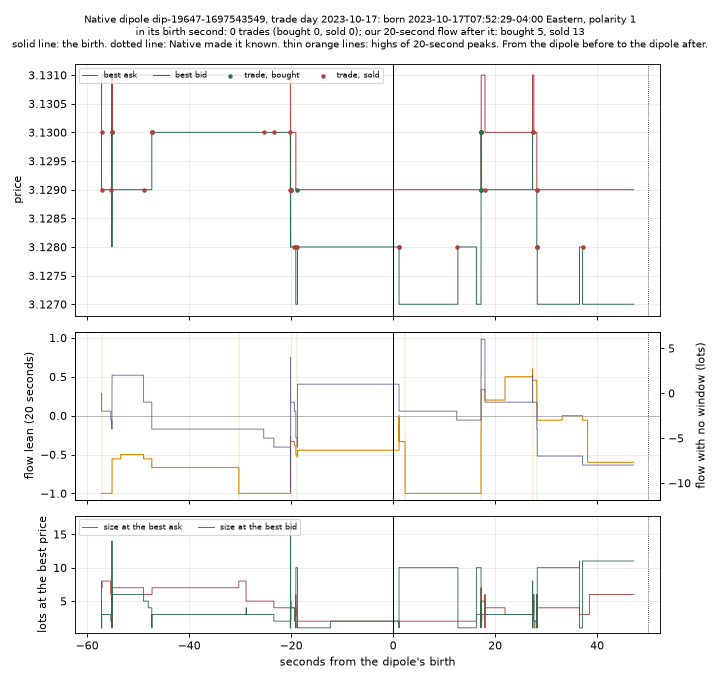 Native dipole dip-19647-1697543549, trade day 2023-10-17: born 2023-10-17T07:52:29-04:00 Eastern, polarity 1
in its birth second: 0 trades (bought 0, sold 0); our 20-second flow after it: bought 5, sold 13
solid line: the birth. dotted line: Native made it known. thin orange lines: highs of 20-second peaks. From the dipole before to the dipole after.
best ask best bid trade, bought trade, sold
3.1310
3.1305
3.1300
3.1295
3.1290
3.1285
3.1280
3.1275
3.1270
price
1.0
0.5
0.0
−0.5
−1.0
flow lean (20 seconds)
5
0
−5
−10
flow with no window (lots)
size at the best ask size at the best bid
15
10
5
lots at the best price
−60 −40 −20 0 20 40
seconds from the dipole's birth